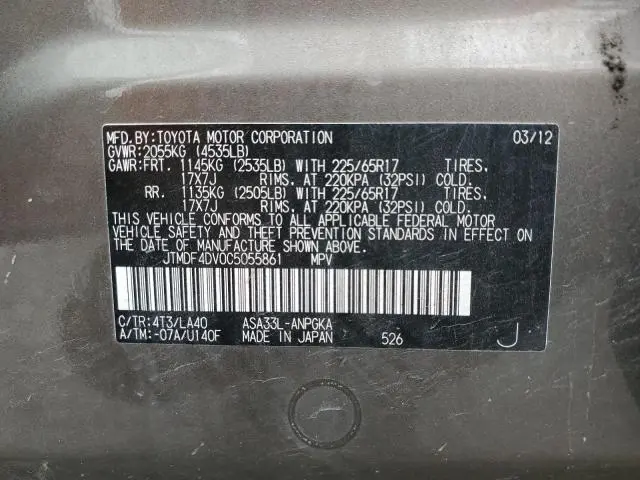 MFD.BY:TOYOTA MOTOR CORPORATION 03/12
GVWR:2055KG (4535LB)
GAWR:FRT. 1145KG (2535LB) WITH 225/65R17 TIRES,
17X7J RIMS, AT 220KPA (32PSI) COLD.
RR. 1135KG (2505LB) WITH 225/65R17 TIRES,
17X7J RIMS, AT 220KPA (32PSI) COLD.
THIS VEHICLE CONFORMS TO ALL APPLICABLE FEDERAL MOTOR
VEHICLE SAFETY AND THEFT PREVENTION STANDARDS IN EFFECT ON
THE DATE OF MANUFACTURE SHOWN ABOVE.
JTMDF4DV0C5055861 MPV
C/TR:4T3/LA40 ASA33L-ANPGKA
A/TM:-07A/U140F MADE IN JAPAN 526 J